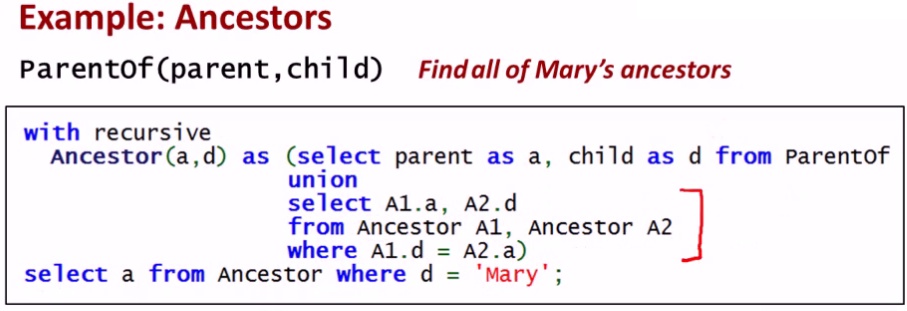 Example: Ancestors
ParentOf(parent,child) Find all of Mary's ancestors
with recursive
Ancestor(a,d) as (select parent as a, child as d from ParentOf
union
select A1.a, A2.d
from Ancestor A1, Ancestor A2
where A1.d = A2.a)
select a from Ancestor where d = 'Mary';